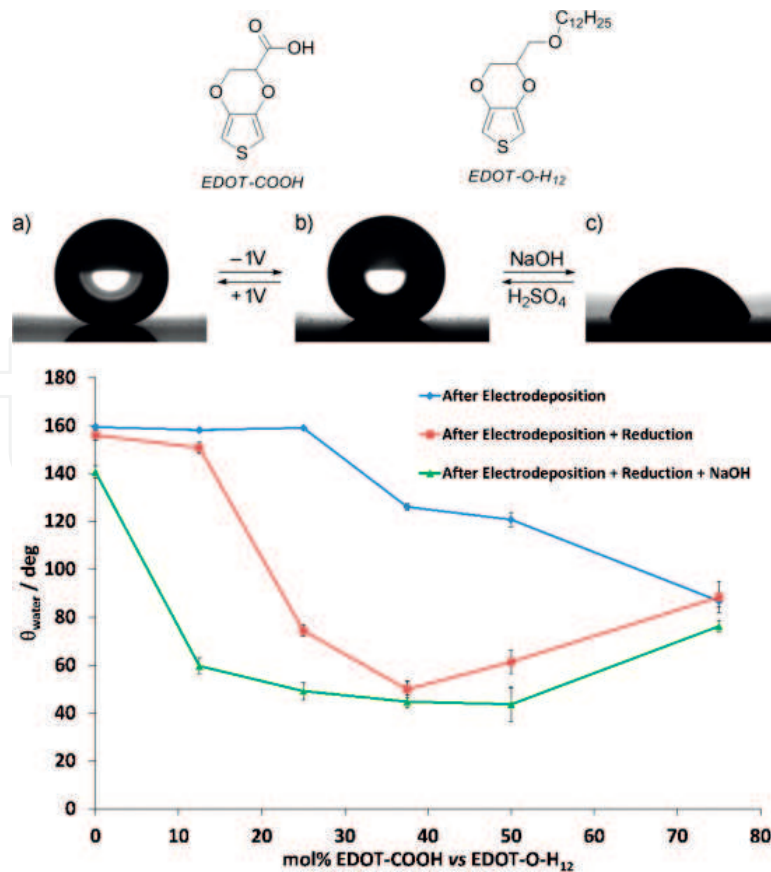 O
OH
O
O
S
EDOT-COOH
C12H25
O
O
O
S
EDOT-O-H12
a)
–1V
+1V
b)
NaOH
H2SO4
c)
180
160
140
120
100
80
60
40
20
0
θwater / deg
After Electrodeposition
After Electrodeposition + Reduction
After Electrodeposition + Reduction + NaOH
0 10 20 30 40 50 60 70 80
mol% EDOT-COOH vs EDOT-O-H12